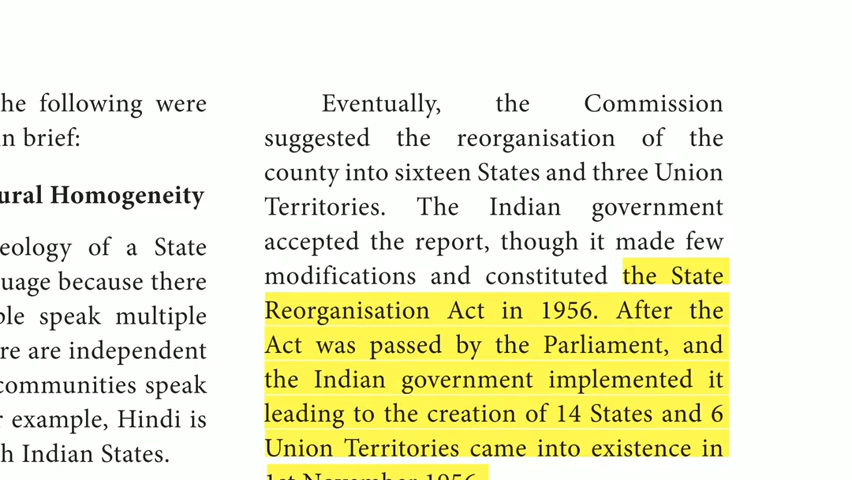 he following were
n brief:
ural Homogeneity
eology of a State
uage because there
ple speak multiple
re are independent
communities speak
r example, Hindi is
h Indian States.
Eventually, the Commission
suggested the reorganisation of the
county into sixteen States and three Union
Territories. The Indian government
accepted the report, though it made few
modifications and constituted the State
Reorganisation Act in 1956. After the
Act was passed by the Parliament, and
the Indian government implemented it
leading to the creation of 14 States and 6
Union Territories came into existence in
1st November 1956.